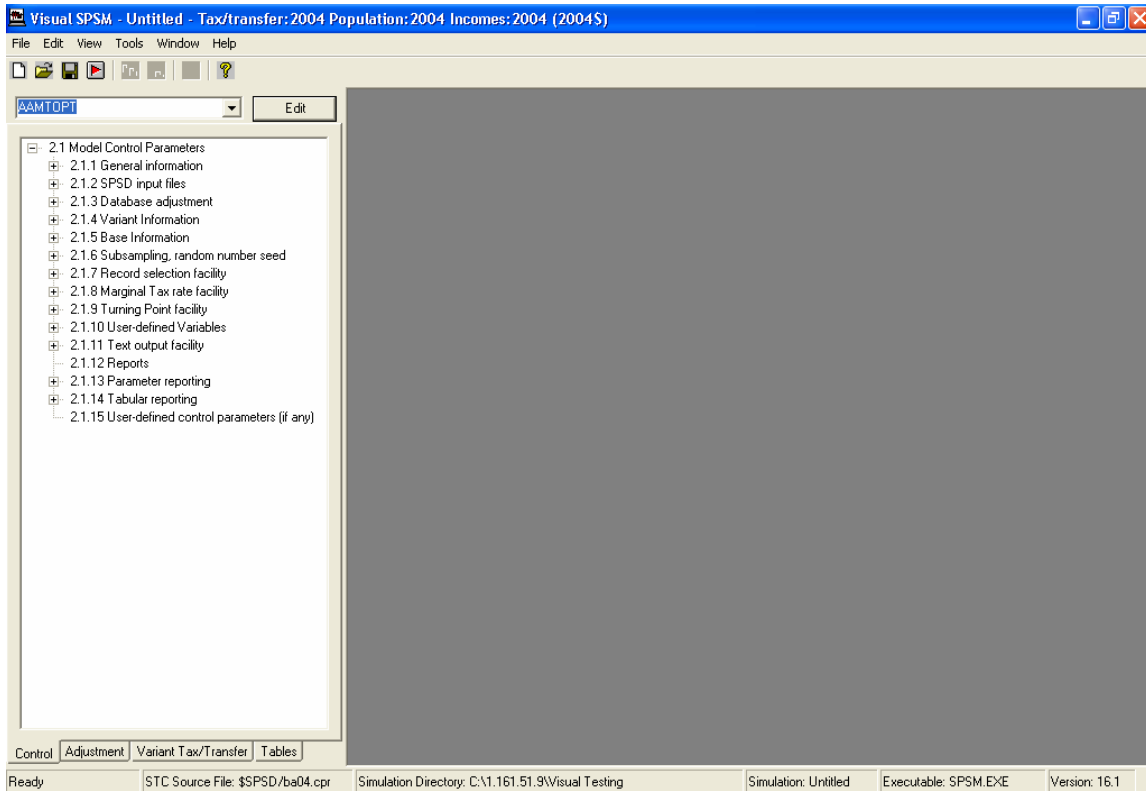 Visual SPSM - Untitled - Tax/transfer:2004 Population:2004 Incomes:2004 (2004$)
File Edit View Tools Window Help
AAMTOPT Edit
2.1 Model Control Parameters
2.1.1 General information
2.1.2 SPSD input files
2.1.3 Database adjustment
2.1.4 Variant Information
2.1.5 Base Information
2.1.6 Subsampling, random number seed
2.1.7 Record selection facility
2.1.8 Marginal Tax rate facility
2.1.9 Turning Point facility
2.1.10 User-defined Variables
2.1.11 Text output facility
2.1.12 Reports
2.1.13 Parameter reporting
2.1.14 Tabular reporting
2.1.15 User-defined control parameters (if any)
Control Adjustment Variant Tax/Transfer Tables
Ready STC Source File: $SPSD/ba04.cpr Simulation Directory: C:\1.161.51.9\Visual Testing Simulation: Untitled Executable: SPSM.EXE Version: 16.1